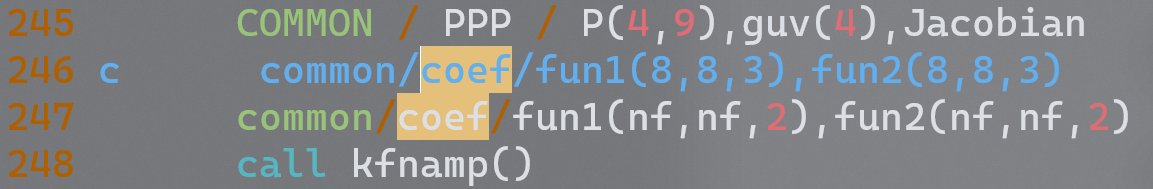 245       COMMON / PPP / P(4,9),guv(4),Jacobian
246 c      common/coef/fun1(8,8,3),fun2(8,8,3)
247       common/coef/fun1(nf,nf,2),fun2(nf,nf,2)
248       call kfnamp()